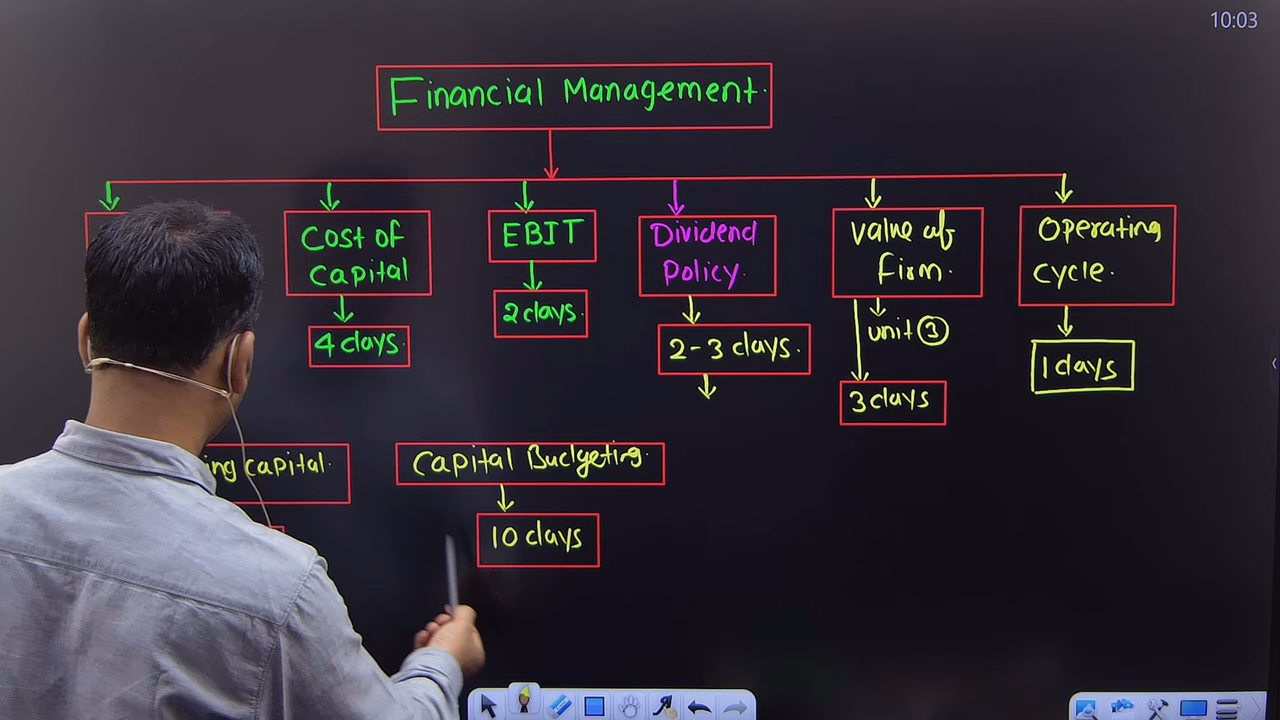 10:03
Financial Management.
Cost of
Capital
4 days.
EBIT
2 days.
Dividend
Policy.
2-3 days.
Value of
Firm.
unit ③
3 days
Operating
cycle.
1 days
capital.
Capital Budgeting.
10 days